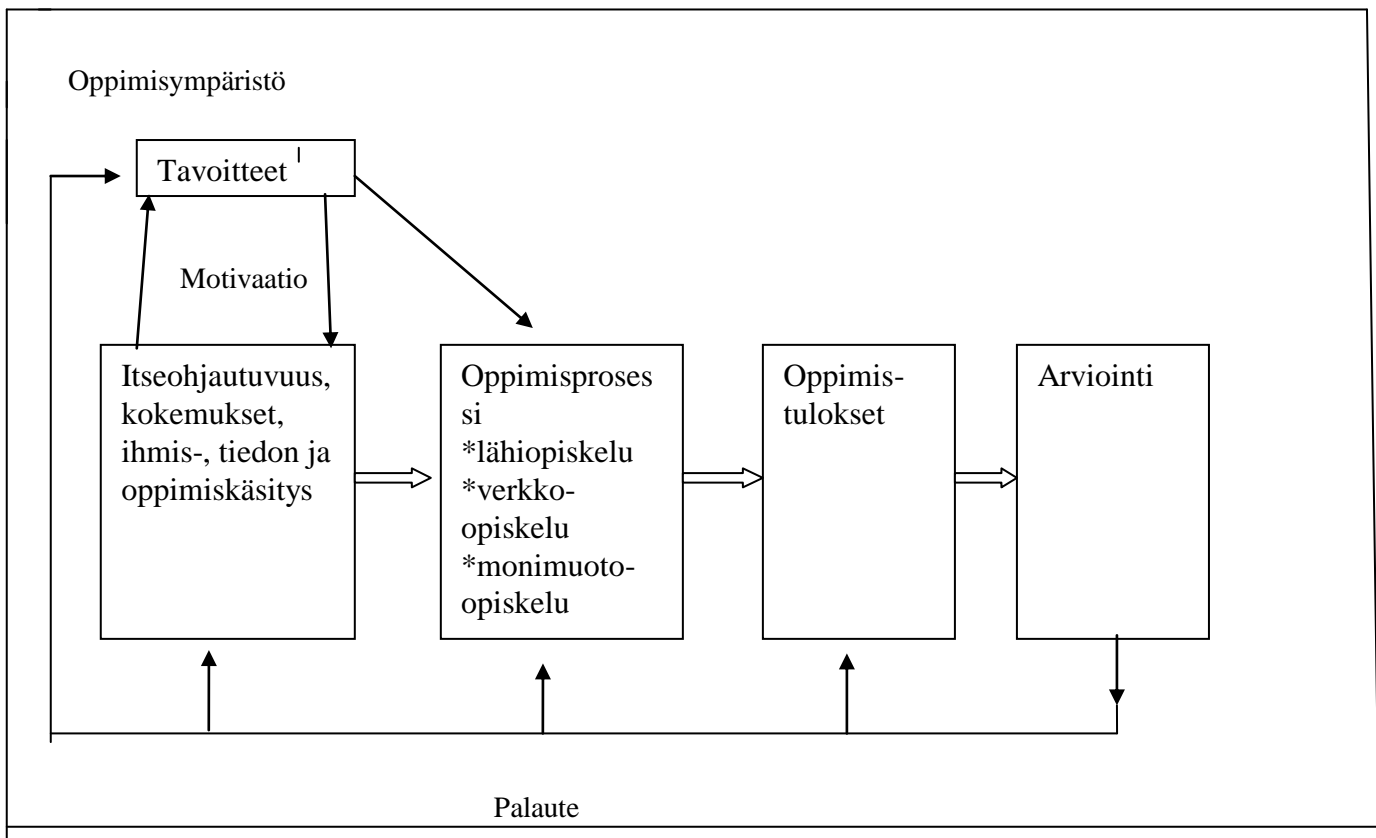 Oppimisympäristö
Tavoitteet
Motivaatio
Itseohjautuvuus,
kokemukset,
ihmis-, tiedon ja
oppimiskäsitys
Oppimisproses
si
*lähiopiskelu
*verkko-
opiskelu
*monimuoto-
opiskelu
Oppimis-
tulokset
Arviointi
Palaute